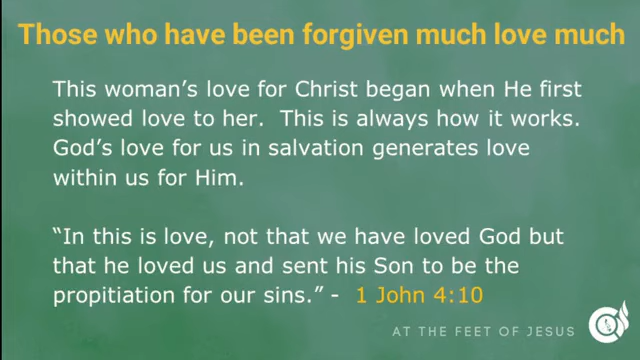 Those who have been forgiven much love much
This woman’s love for Christ began when He first
showed love to her.  This is always how it works.
God’s love for us in salvation generates love
within us for Him.
“In this is love, not that we have loved God but
that he loved us and sent his Son to be the
propitiation for our sins.” -  1 John 4:10
AT THE FEET OF JESUS